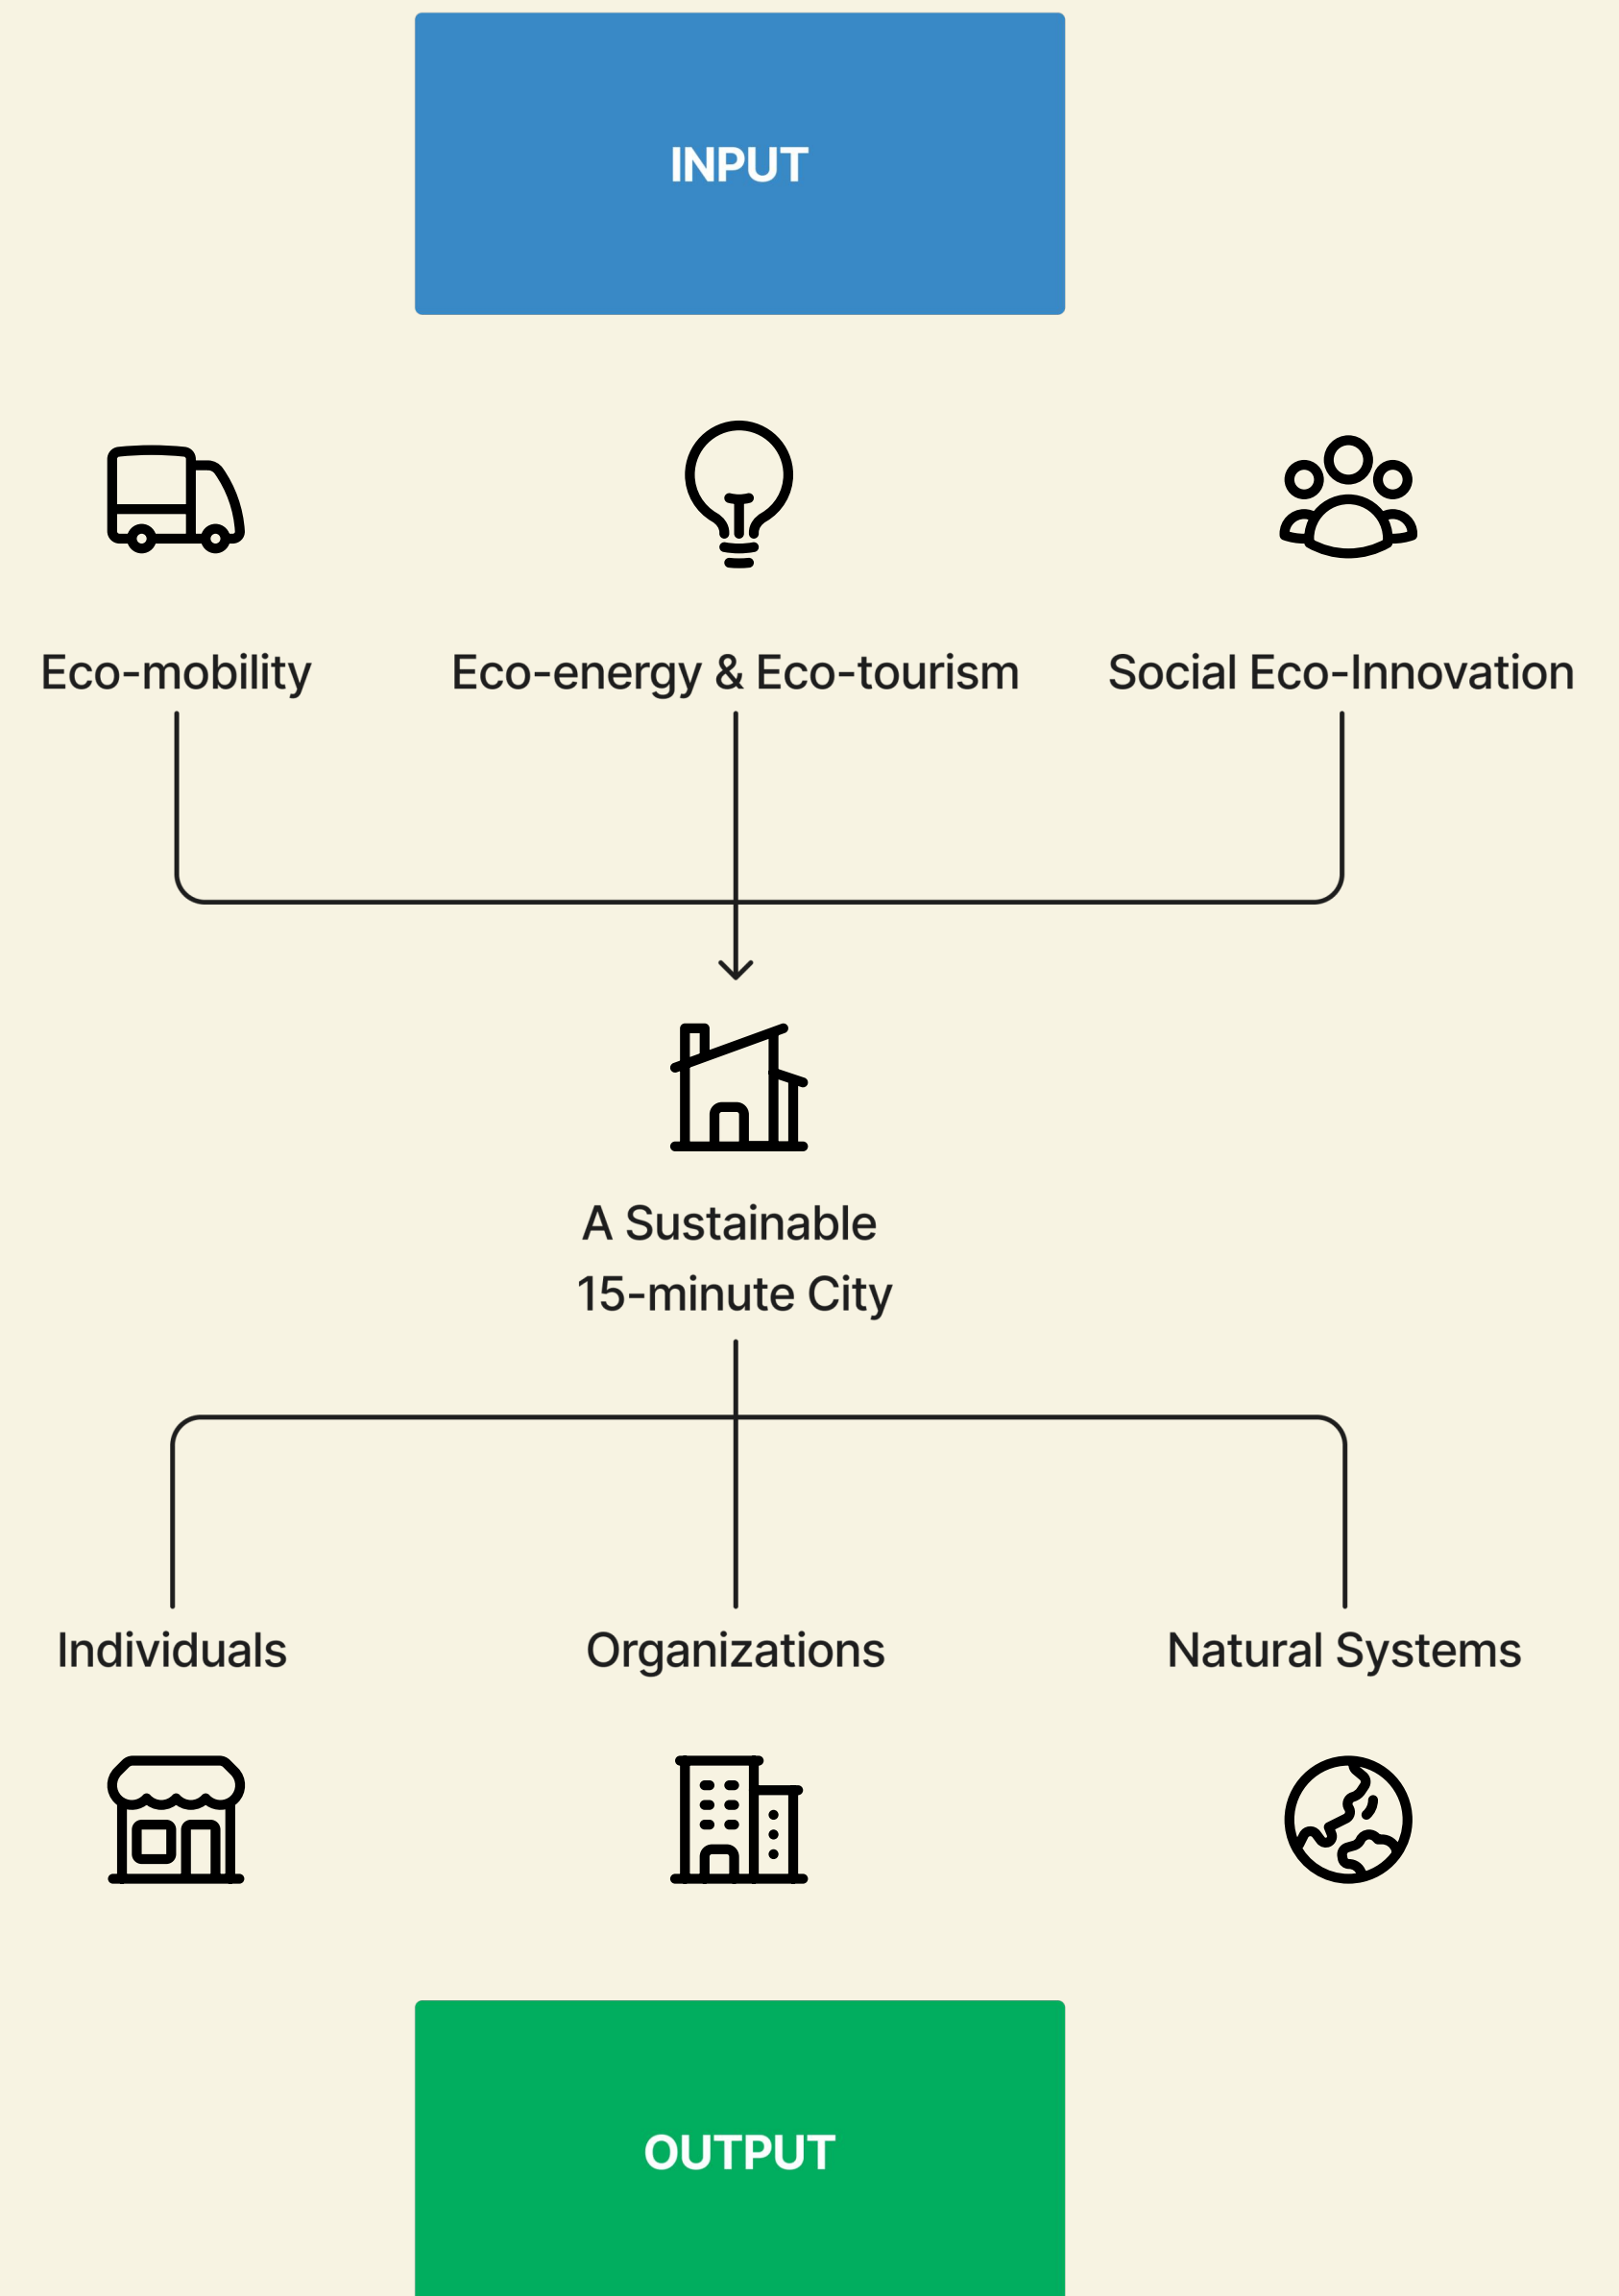 INPUT
Eco-mobility
Eco-energy & Eco-tourism
Social Eco-Innovation
A Sustainable
15-minute City
Individuals
Organizations
Natural Systems
OUTPUT